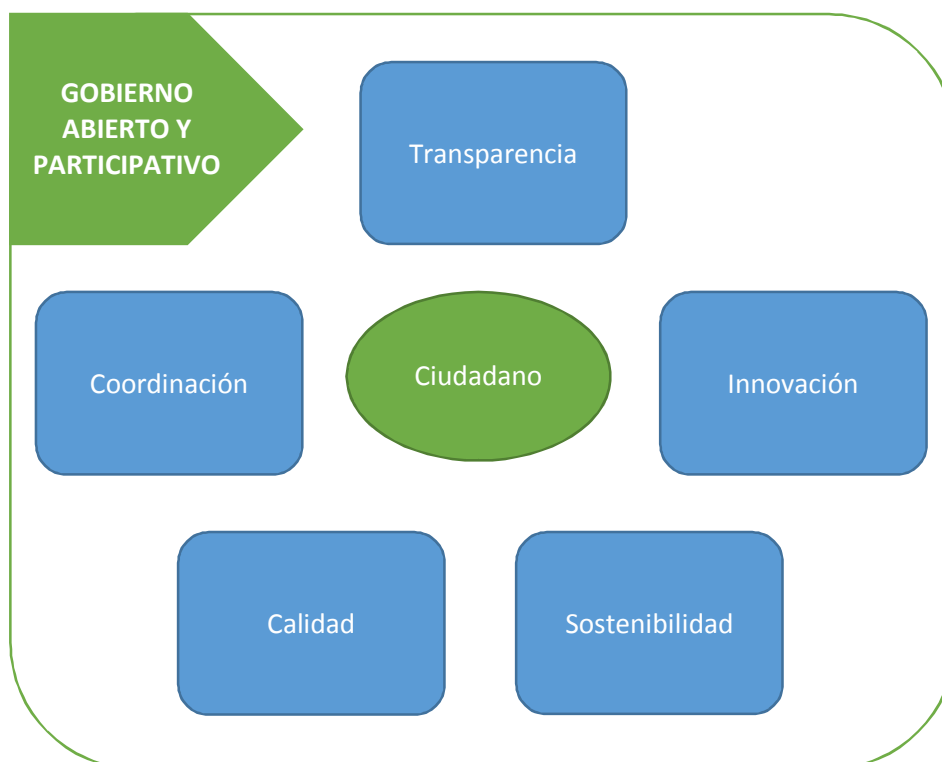 GOBIERNO
ABIERTO Y
PARTICIPATIVO
Transparencia
Coordinación
Ciudadano
Innovación
Calidad
Sostenibilidad